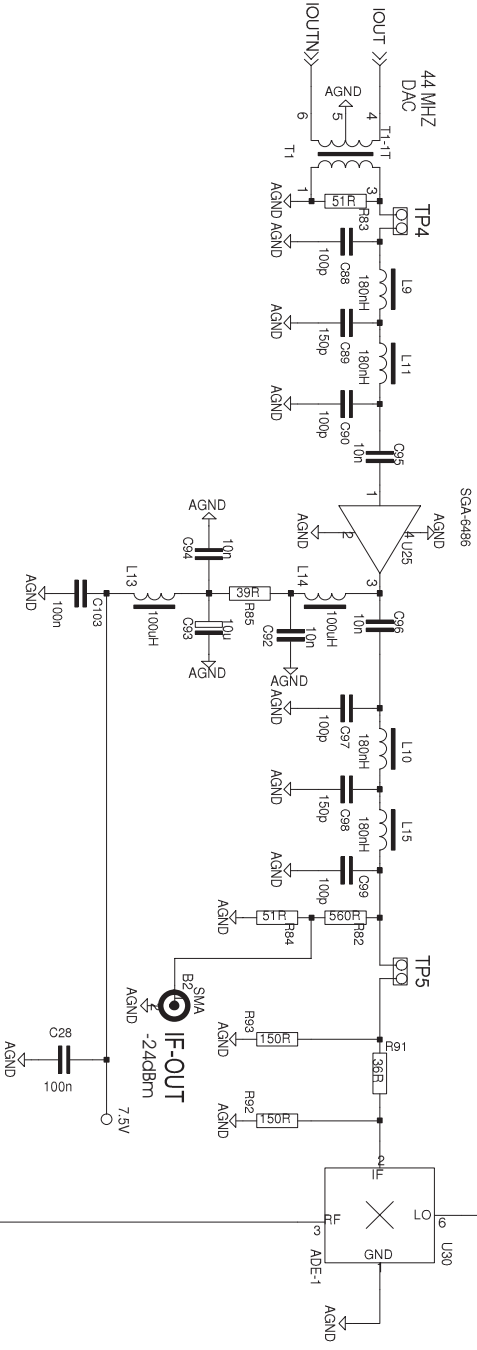 IOUTN
IOUT
44 MHZ
DAC
AGND
6
5
4
T1-1T
T1
1
3
AGND
51R
R83
TP4
AGND
100p
C88
180nH
L9
AGND
150p
C89
180nH
L11
AGND
100p
C90
10n
C95
SGA-6486
1
AGND
2
4
U25
AGND
3
AGND
10n
C94
L13
100uH
C103
100n
AGND
39R
R85
10µ
C93
AGND
L14
100uH
10n
C92
AGND
10n
C96
AGND
100p
C97
180nH
L10
AGND
150p
C98
180nH
L15
AGND
100p
C99
AGND
51R
R84
560R
R82
TP5
B2
SMA
AGND
IF-OUT
-24dBm
R93
150R
AGND
R91
36R
R92
150R
AGND
C28
100n
AGND
7.5V
2
IF
RF
3
LO
6
GND
1
U30
ADE-1
AGND